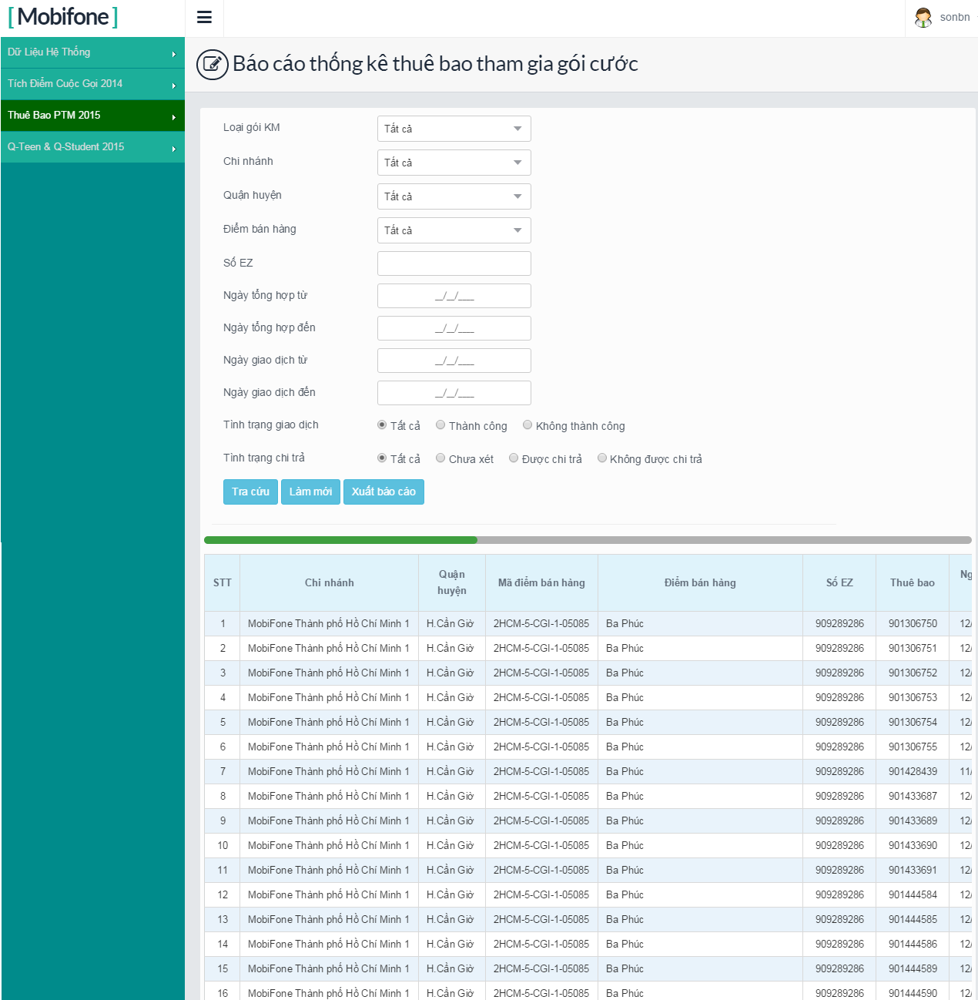 [ Mobifone ]
sonbn
Dữ Liệu Hệ Thống
Tích Điểm Cuộc Gọi 2014
Thuê Bao PTM 2015
Q-Teen & Q-Student 2015
Báo cáo thống kê thuê bao tham gia gói cước
Loại gói KM Tất cả
Chi nhánh Tất cả
Quận huyện Tất cả
Điểm bán hàng Tất cả
Số EZ
Ngày tổng hợp từ __/__/____
Ngày tổng hợp đến __/__/____
Ngày giao dịch từ __/__/____
Ngày giao dịch đến __/__/____
Tình trạng giao dịch Tất cả Thành công Không thành công
Tình trạng chi trả Tất cả Chưa xét Được chi trả Không được chi trả
Tra cứu Làm mới Xuất báo cáo
STT Chi nhánh Quận huyện Mã điểm bán hàng Điểm bán hàng Số EZ Thuê bao Ng
1 MobiFone Thành phố Hồ Chí Minh 1 H.Cần Giờ 2HCM-5-CGI-1-05085 Ba Phúc 909289286 901306750 12/
2 MobiFone Thành phố Hồ Chí Minh 1 H.Cần Giờ 2HCM-5-CGI-1-05085 Ba Phúc 909289286 901306751 12/
3 MobiFone Thành phố Hồ Chí Minh 1 H.Cần Giờ 2HCM-5-CGI-1-05085 Ba Phúc 909289286 901306752 12/
4 MobiFone Thành phố Hồ Chí Minh 1 H.Cần Giờ 2HCM-5-CGI-1-05085 Ba Phúc 909289286 901306753 12/
5 MobiFone Thành phố Hồ Chí Minh 1 H.Cần Giờ 2HCM-5-CGI-1-05085 Ba Phúc 909289286 901306754 12/
6 MobiFone Thành phố Hồ Chí Minh 1 H.Cần Giờ 2HCM-5-CGI-1-05085 Ba Phúc 909289286 901306755 12/
7 MobiFone Thành phố Hồ Chí Minh 1 H.Cần Giờ 2HCM-5-CGI-1-05085 Ba Phúc 909289286 901428439 11/
8 MobiFone Thành phố Hồ Chí Minh 1 H.Cần Giờ 2HCM-5-CGI-1-05085 Ba Phúc 909289286 901433687 12/
9 MobiFone Thành phố Hồ Chí Minh 1 H.Cần Giờ 2HCM-5-CGI-1-05085 Ba Phúc 909289286 901433689 12/
10 MobiFone Thành phố Hồ Chí Minh 1 H.Cần Giờ 2HCM-5-CGI-1-05085 Ba Phúc 909289286 901433690 12/
11 MobiFone Thành phố Hồ Chí Minh 1 H.Cần Giờ 2HCM-5-CGI-1-05085 Ba Phúc 909289286 901433691 12/
12 MobiFone Thành phố Hồ Chí Minh 1 H.Cần Giờ 2HCM-5-CGI-1-05085 Ba Phúc 909289286 901444584 12/
13 MobiFone Thành phố Hồ Chí Minh 1 H.Cần Giờ 2HCM-5-CGI-1-05085 Ba Phúc 909289286 901444585 12/
14 MobiFone Thành phố Hồ Chí Minh 1 H.Cần Giờ 2HCM-5-CGI-1-05085 Ba Phúc 909289286 901444586 12/
15 MobiFone Thành phố Hồ Chí Minh 1 H.Cần Giờ 2HCM-5-CGI-1-05085 Ba Phúc 909289286 901444589 12/
16 MobiFone Thành phố Hồ Chí Minh 1 H.Cần Giờ 2HCM-5-CGI-1-05085 Ba Phúc 909289286 901444590 12/